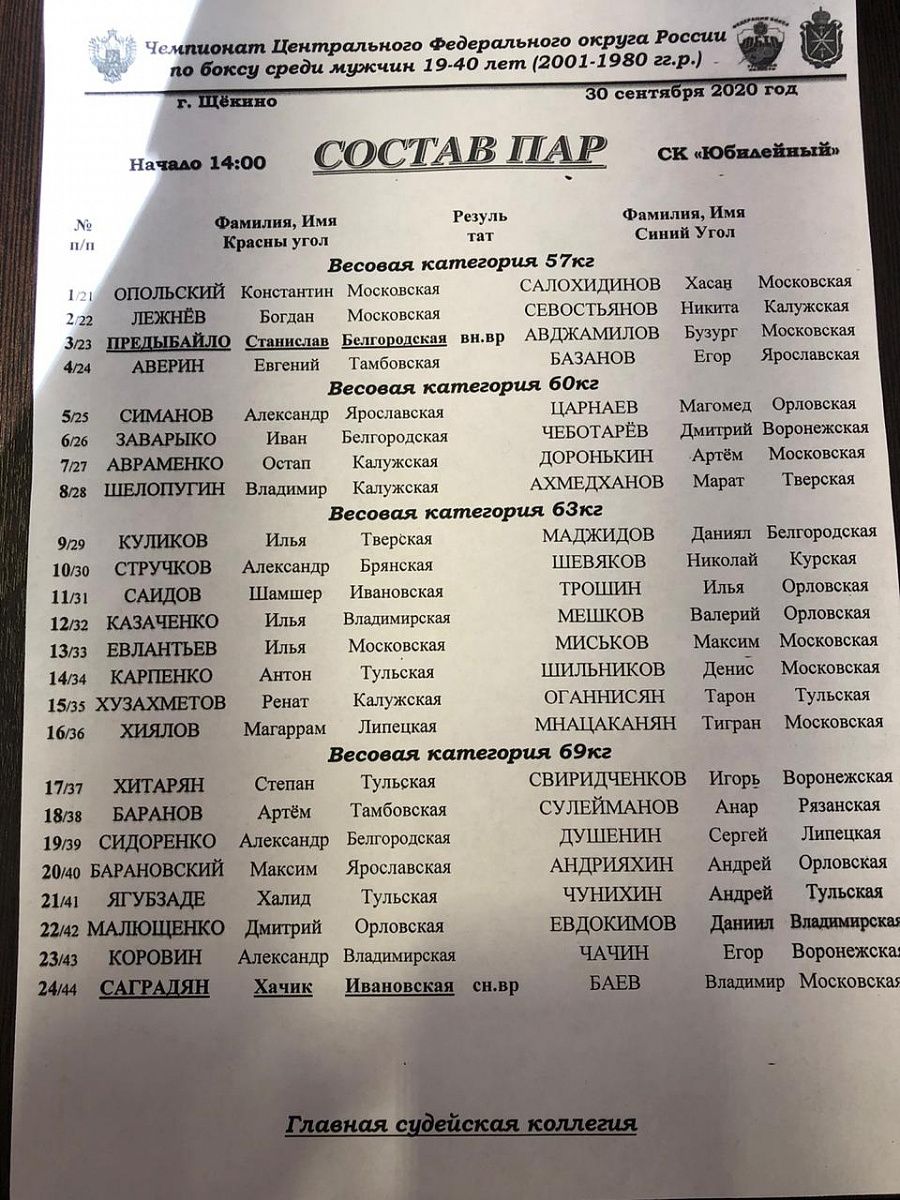 Чемпионат Центрального Федерального округа России
по боксу среди мужчин 19-40 лет (2001-1980 гг.р.)
г. Щёкино 30 сентября 2020 год
Начало 14:00 СОСТАВ ПАР СК «Юбилейный»
№ Фамилия, Имя Резуль Фамилия, Имя
п/п Красны угол тат Синий Угол
Весовая категория 57кг
1/21 ОПОЛЬСКИЙ Константин Московская САЛОХИДИНОВ Хасан Московская
2/22 ЛЕЖНЁВ Богдан Московская СЕВОСТЬЯНОВ Никита Калужская
3/23 ПРЕДЫБАЙЛО Станислав Белгородская вн.вр АВДЖАМИЛОВ Бузург Московская
4/24 АВЕРИН Евгений Тамбовская БАЗАНОВ Егор Ярославская
Весовая категория 60кг
5/25 СИМАНОВ Александр Ярославская ЦАРНАЕВ Магомед Орловская
6/26 ЗАВАРЫКО Иван Белгородская ЧЕБОТАРЁВ Дмитрий Воронежская
7/27 АВРАМЕНКО Остап Калужская ДОРОНЬКИН Артём Московская
8/28 ШЕЛОПУГИН Владимир Калужская АХМЕДХАНОВ Марат Тверская
Весовая категория 63кг
9/29 КУЛИКОВ Илья Тверская МАДЖИДОВ Даниял Белгородская
10/30 СТРУЧКОВ Александр Брянская ШЕВЯКОВ Николай Курская
11/31 САИДОВ Шамшер Ивановская ТРОШИН Илья Орловская
12/32 КАЗАЧЕНКО Илья Владимирская МЕШКОВ Валерий Орловская
13/33 ЕВЛАНТЬЕВ Илья Московская МИСЬКОВ Максим Московская
14/34 КАРПЕНКО Антон Тульская ШИЛЬНИКОВ Денис Московская
15/35 ХУЗАХМЕТОВ Ренат Калужская ОГАННИСЯН Тарон Тульская
16/36 ХИЯЛОВ Магаррам Липецкая МНАЦАКАНЯН Тигран Московская
Весовая категория 69кг
17/37 ХИТАРЯН Степан Тульская СВИРИДЧЕНКОВ Игорь Воронежская
18/38 БАРАНОВ Артём Тамбовская СУЛЕЙМАНОВ Анар Рязанская
19/39 СИДОРЕНКО Александр Белгородская ДУШЕНИН Сергей Липецкая
20/40 БАРАНОВСКИЙ Максим Ярославская АНДРИЯХИН Андрей Орловская
21/41 ЯГУБЗАДЕ Халид Тульская ЧУНИХИН Андрей Тульская
22/42 МАЛЮЩЕНКО Дмитрий Орловская ЕВДОКИМОВ Даниил Владимирская
23/43 КОРОВИН Александр Владимирская ЧАЧИН Егор Воронежская
24/44 САГРАДЯН Хачик Ивановская сн.вр БАЕВ Владимир Московская
Главная судейская коллегия